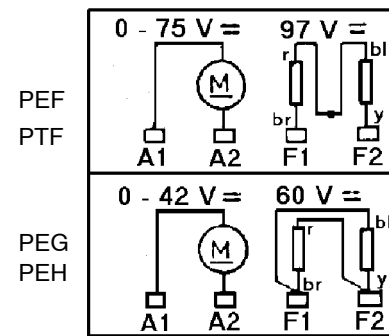 0 - 75 V = 97 V =
PEF
PTF
M
r
bl
br
y
A1 A2 F1 F2
0 - 42 V = 60 V =
PEG
PEH
M
r
bl
br
y
A1 A2 F1 F2